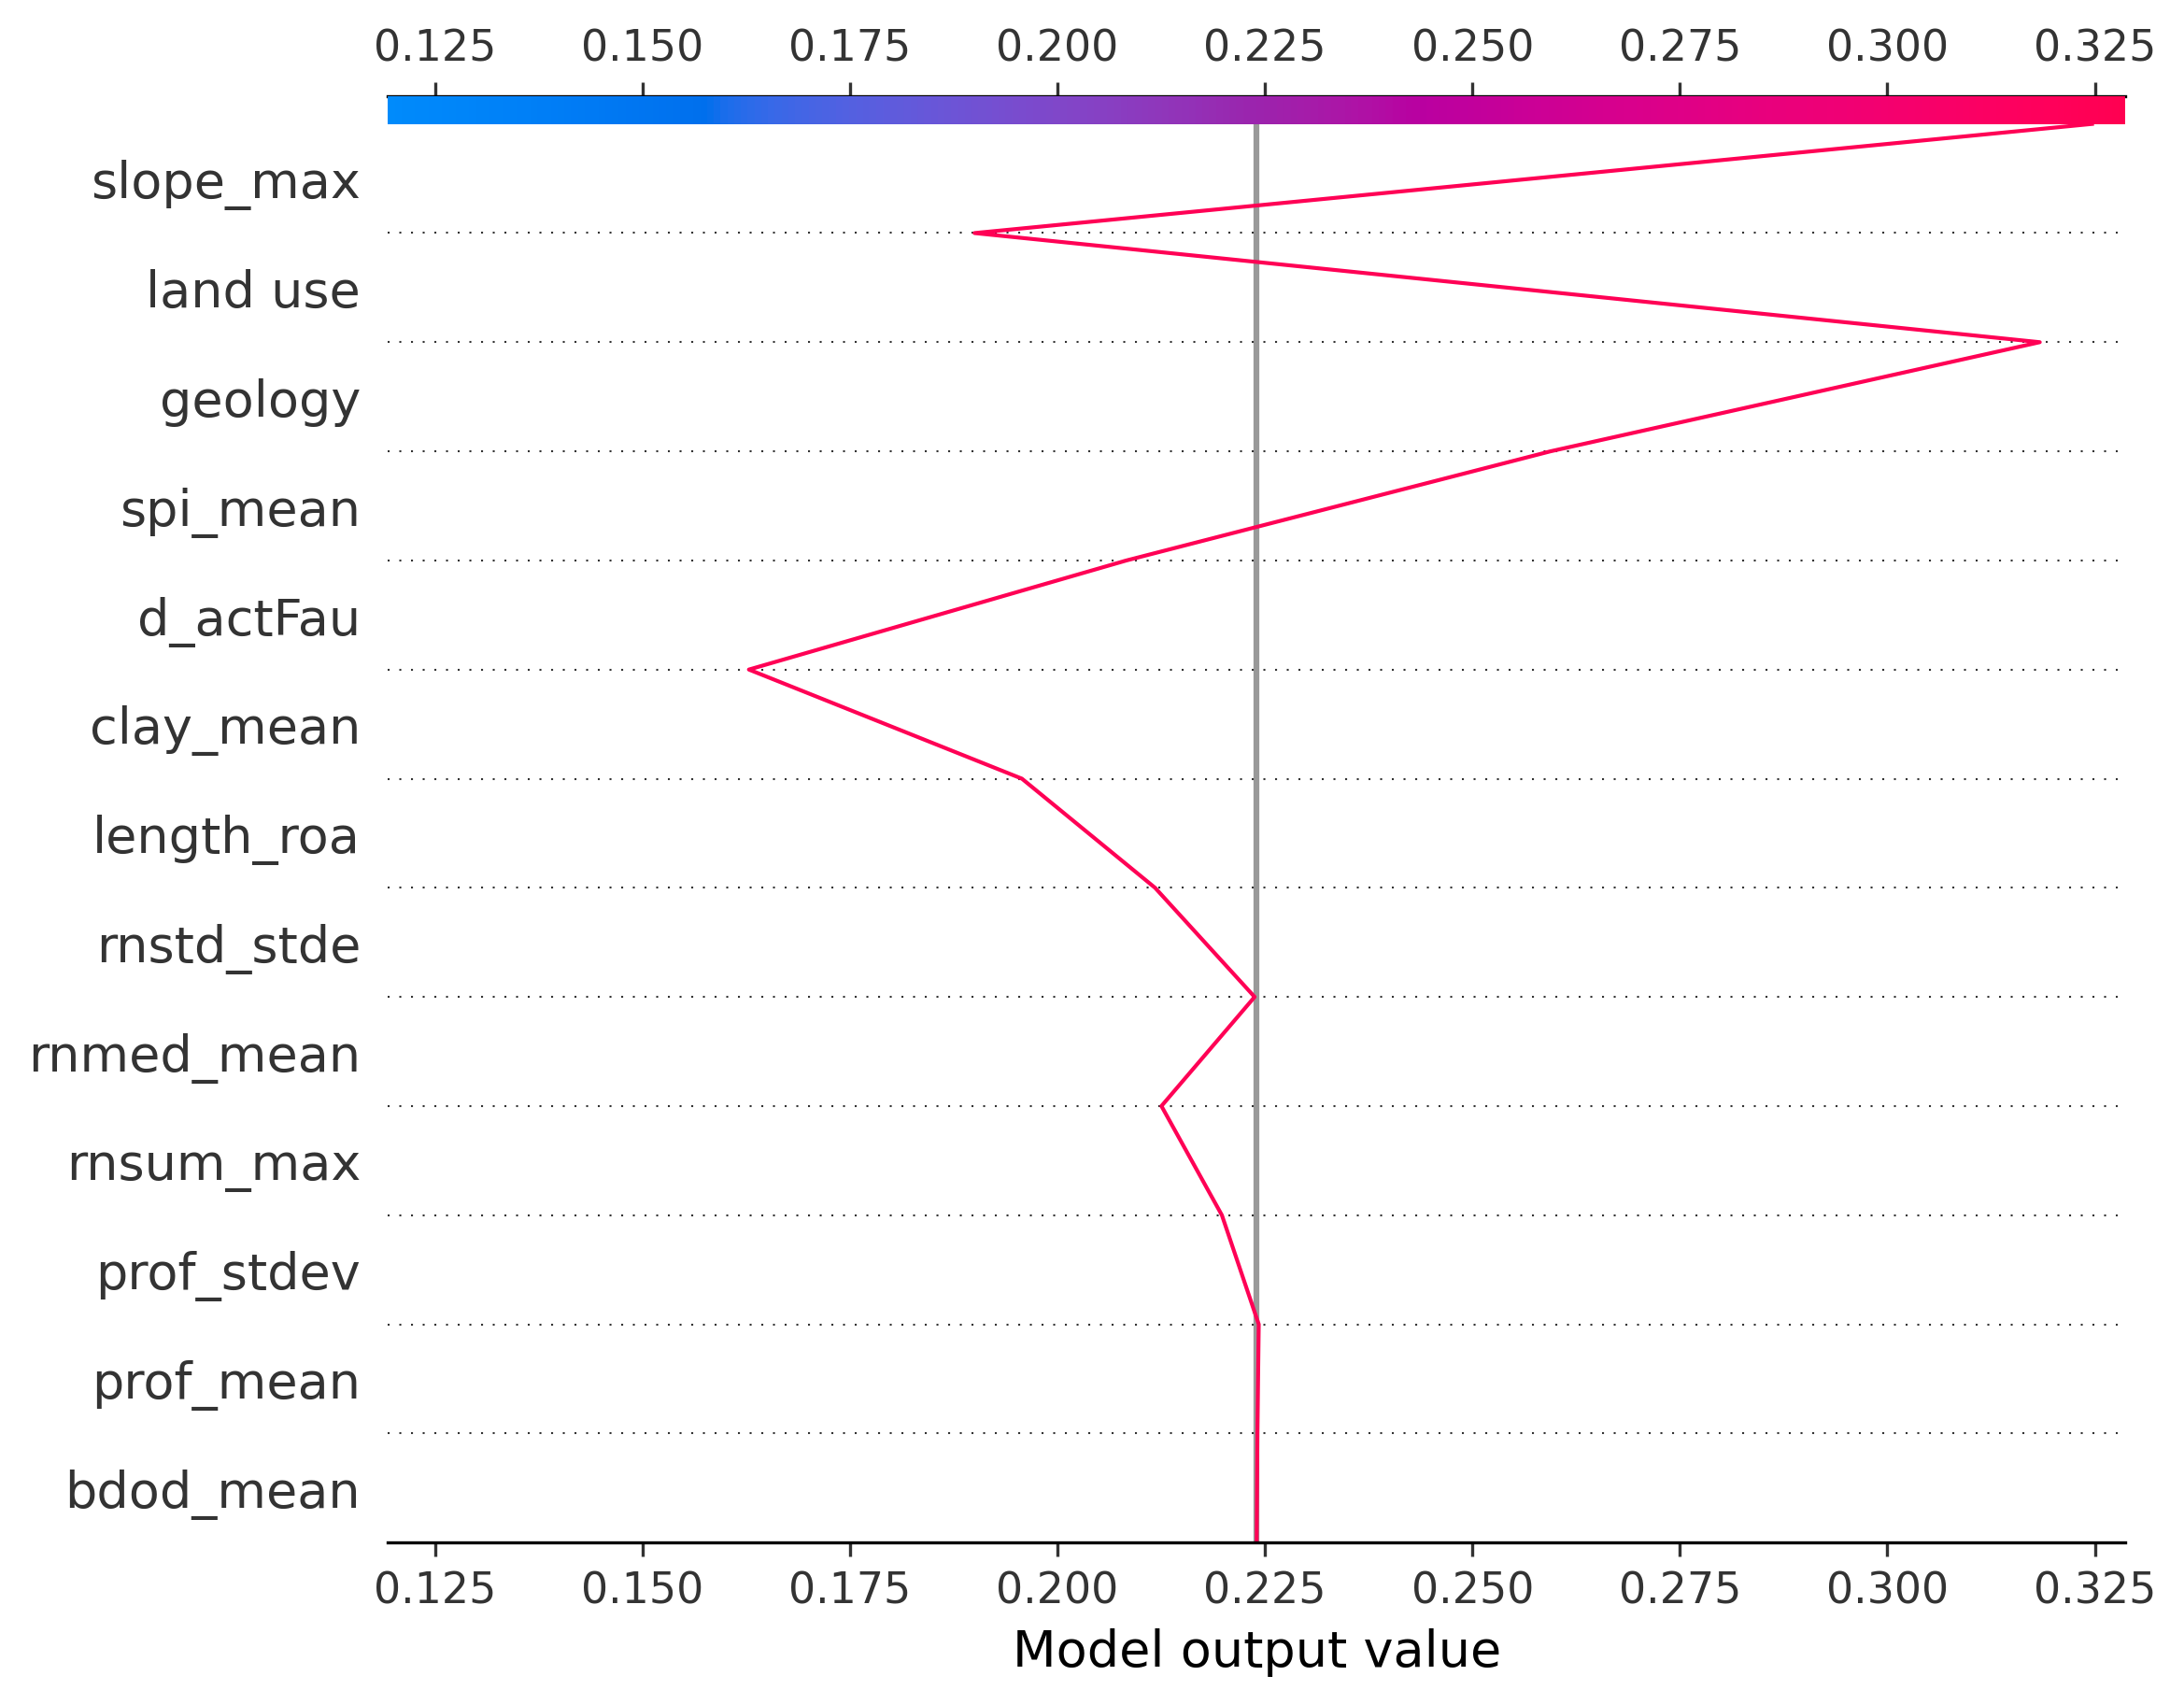 0.125 0.150 0.175 0.200 0.225 0.250 0.275 0.300 0.325
slope_max
land use
geology
spi_mean
d_actFau
clay_mean
length_roa
rnstd_stde
rnmed_mean
rnsum_max
prof_stdev
prof_mean
bdod_mean
0.125 0.150 0.175 0.200 0.225 0.250 0.275 0.300 0.325
Model output value